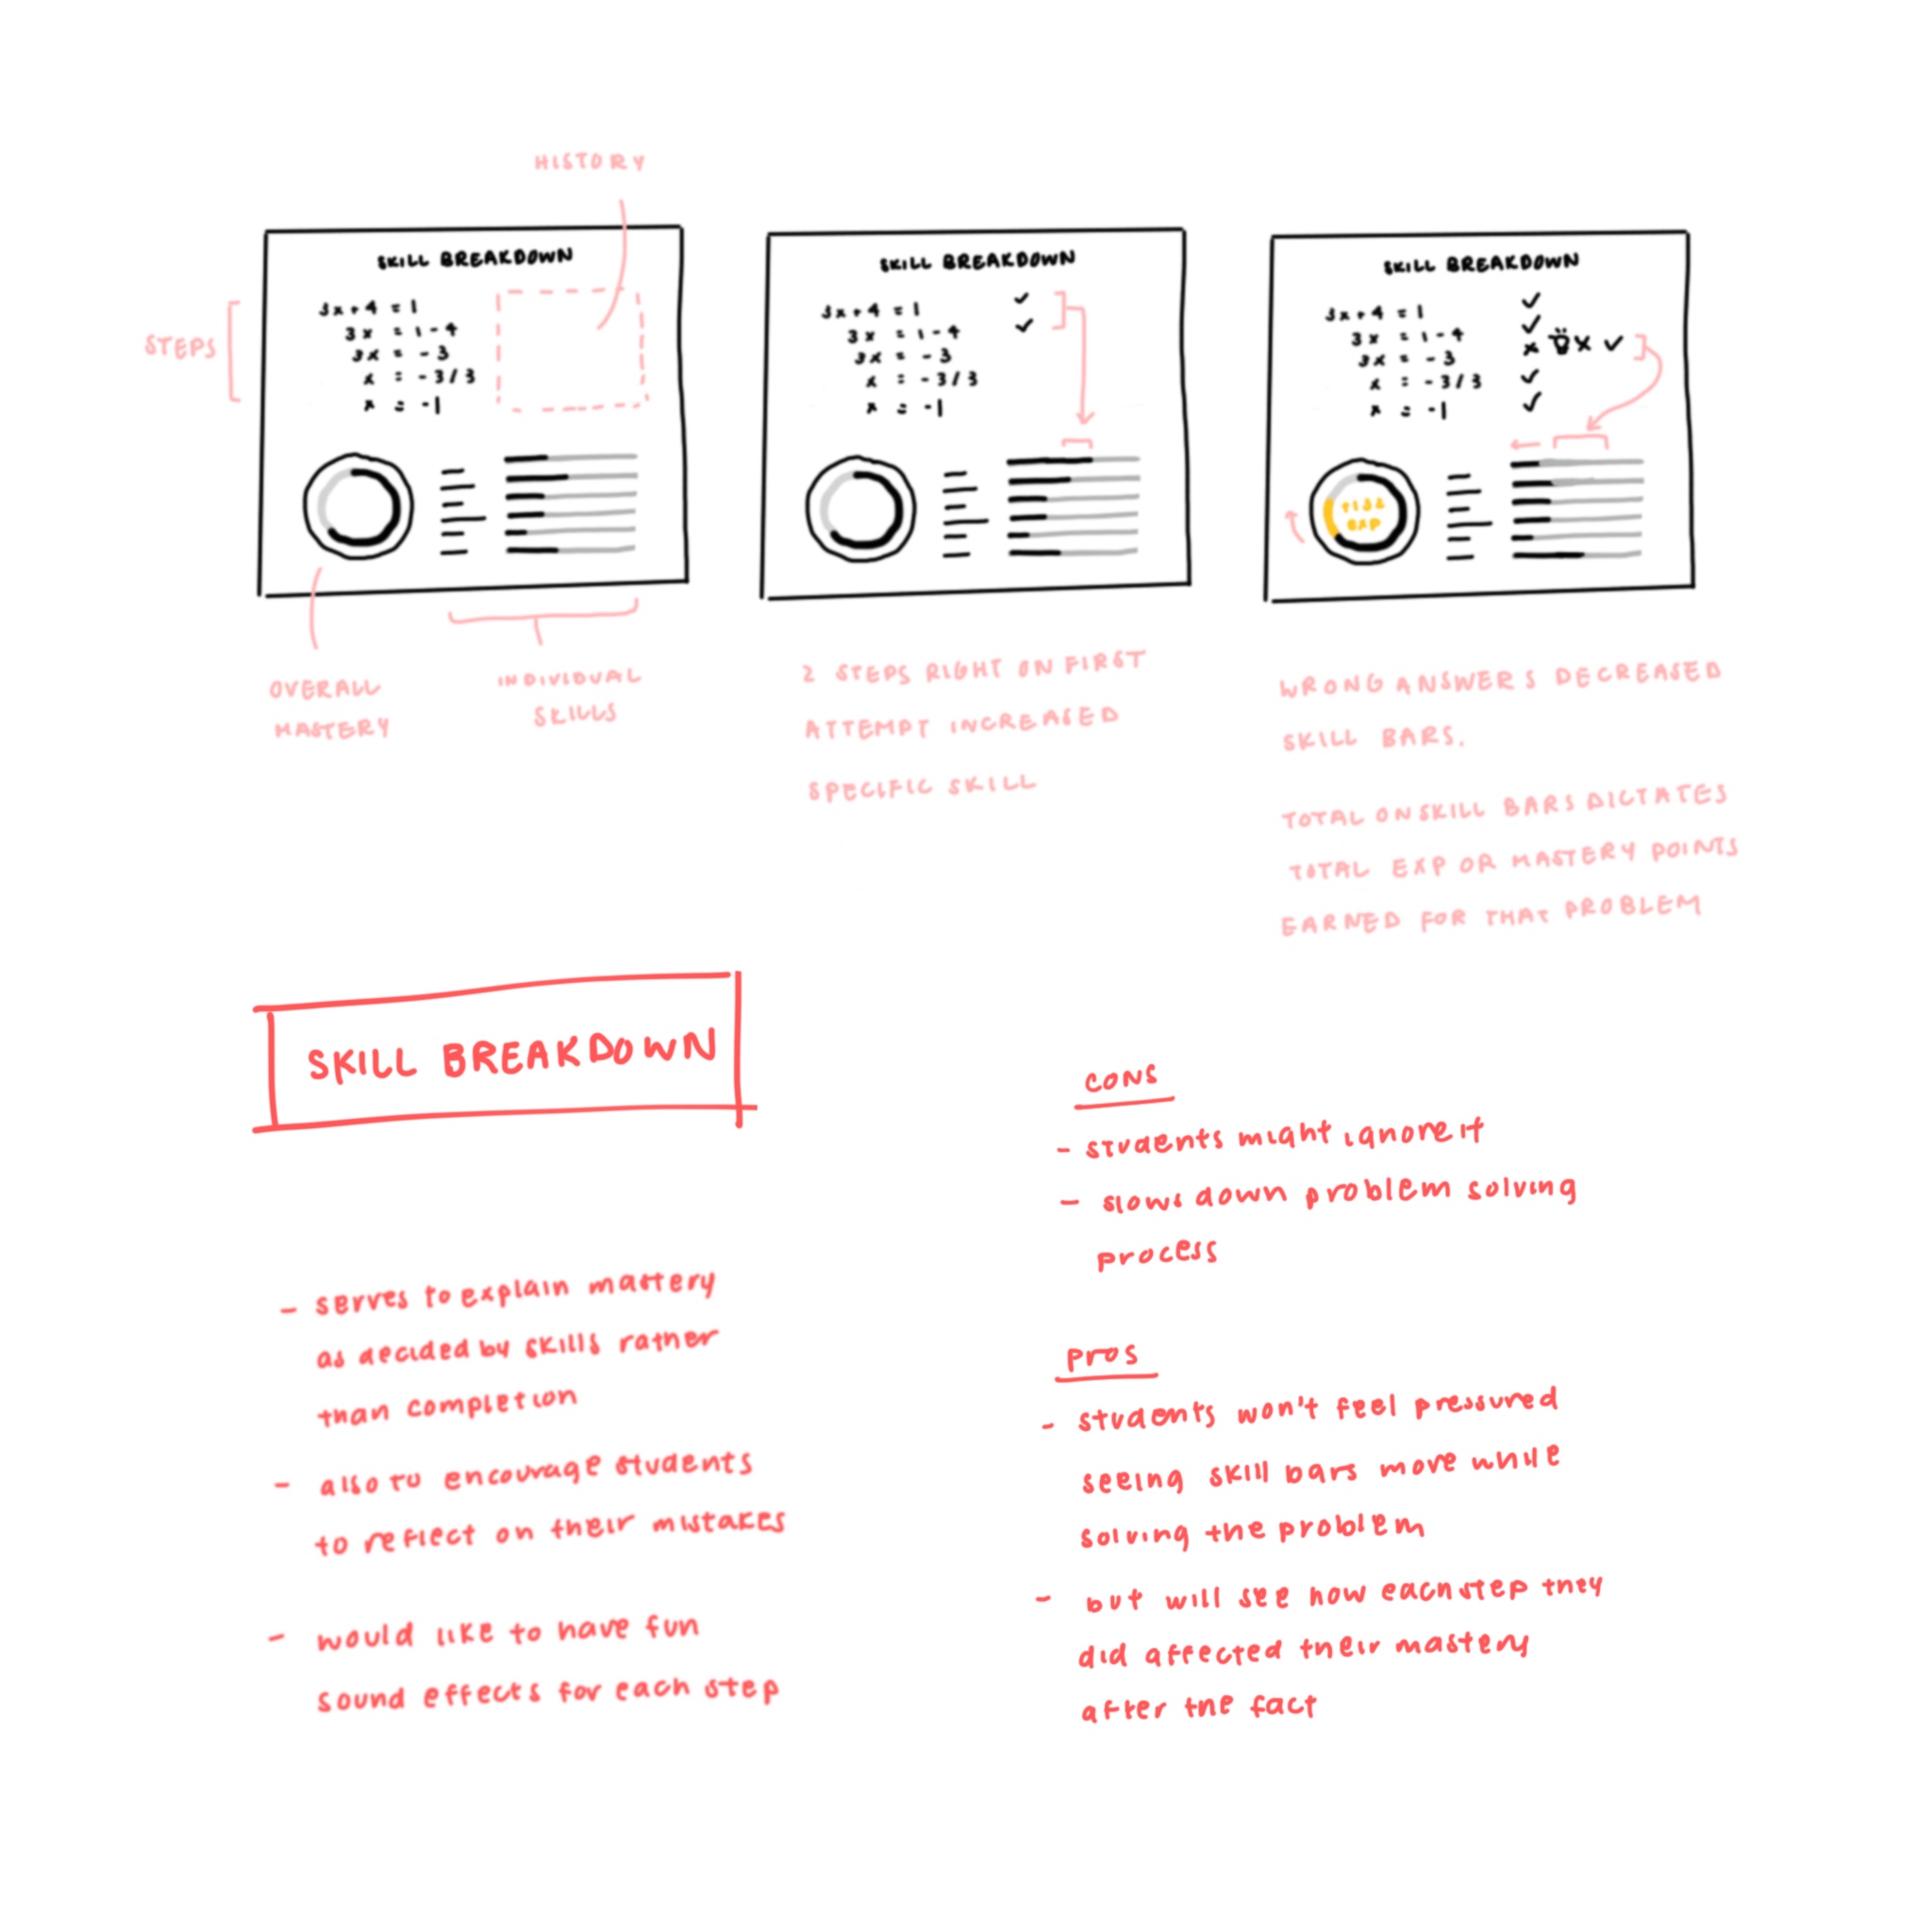 HISTORY
STEPS
SKILL BREAKDOWN
3x+4 = 1
3x = 1-4
3x = -3
x = -3/3
x = -1
OVERALL
MASTERY
INDIVIDUAL
SKILLS
SKILL BREAKDOWN
3x+4 = 1
3x = 1-4
3x = -3
x = -3/3
x = -1
2 STEPS RIGHT ON FIRST
ATTEMPT INCREASED
SPECIFIC SKILL
SKILL BREAKDOWN
3x+4 = 1
3x = 1-4
3x = -3
x = -3/3
x = -1
EXP
WRONG ANSWERS DECREASED
SKILL BARS.
TOTAL ON SKILL BARS DICTATES
TOTAL EXP OR MASTERY POINTS
EARNED FOR THAT PROBLEM
SKILL BREAKDOWN
- serves to explain mastery
as decided by skills rather
than completion
- also to encourage students
to reflect on their mistakes
- would like to have fun
sound effects for each step
cons
- students might ignore it
- slows down problem solving
process
pros
- students won't feel pressured
seeing skill bars move while
solving the problem
- but will see how each step they
did affected their mastery
after the fact